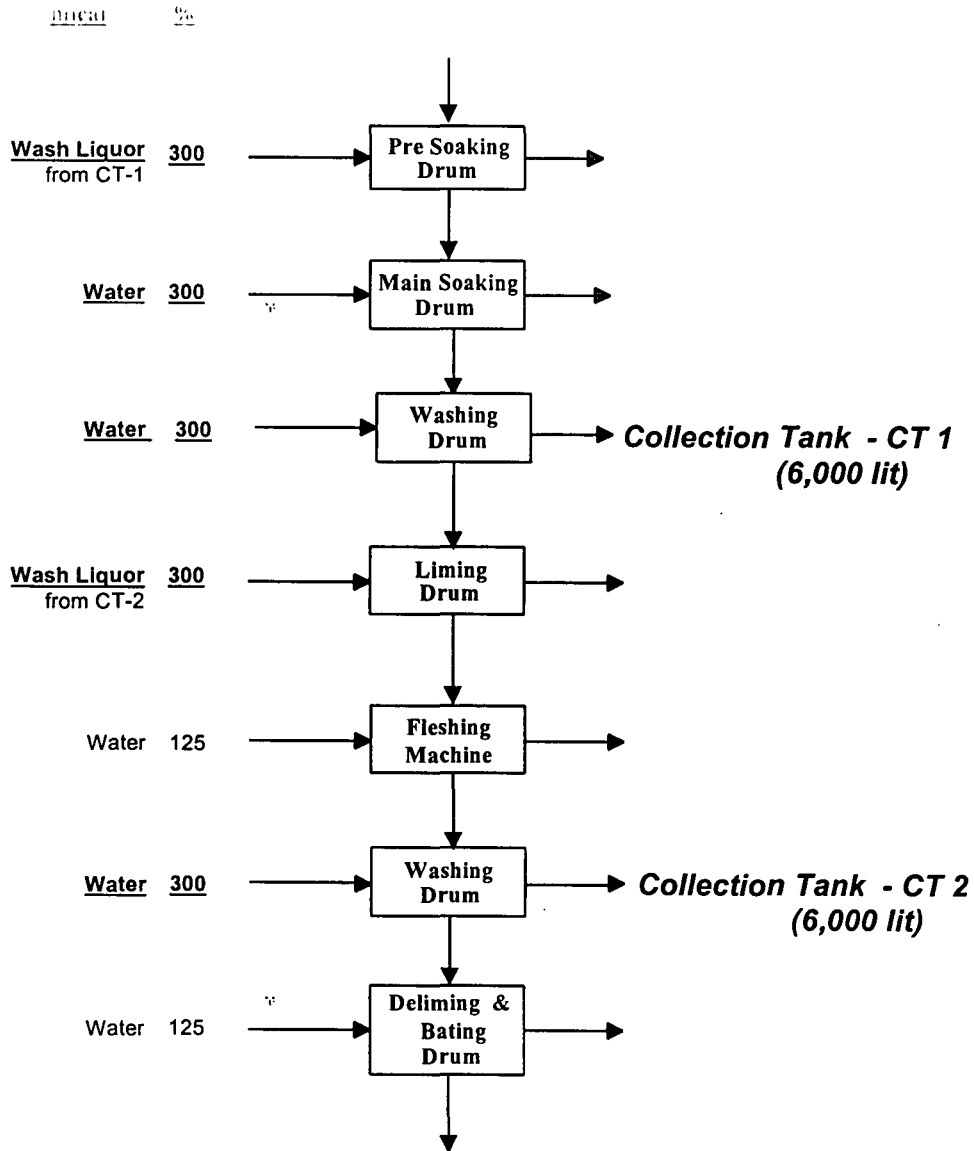 %
Wash Liquor 300
from CT-1
Pre Soaking
Drum
Water 300
Main Soaking
Drum
Water 300
Washing
Drum
Collection Tank - CT 1
(6,000 lit)
Wash Liquor 300
from CT-2
Liming
Drum
Water 125
Fleshing
Machine
Water 300
Washing
Drum
Collection Tank - CT 2
(6,000 lit)
Water 125
Deliming &
Bating
Drum